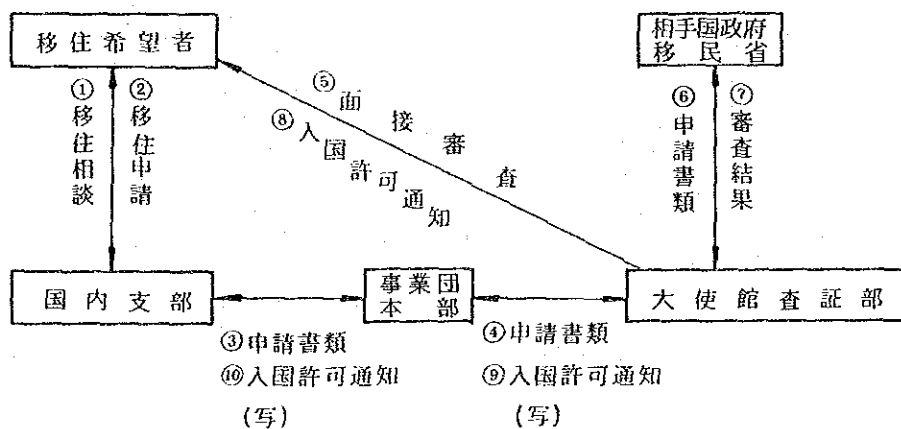 移住希望者
相手国政府
移民省
①移住相談
②移住申請
⑤面接審査
⑧入国許可通知
⑥申請書類
⑦審査結果
国内支部
事業団
本部
大使館査証部
③申請書類
⑩入国許可通知
(写)
④申請書類
⑨入国許可通知
(写)